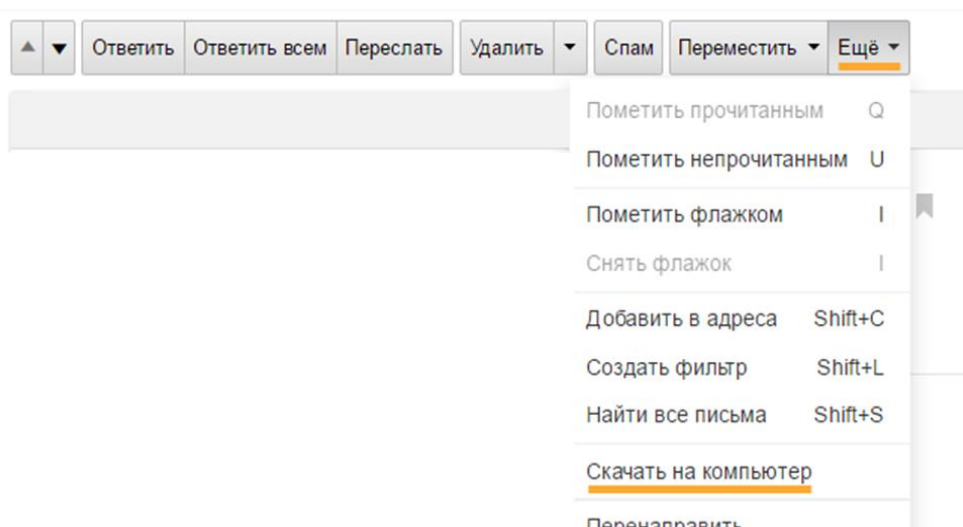 Ответить Ответить всем Переслать Удалить Спам Переместить Ещё
Пометить прочитанным Q
Пометить непрочитанным U
Пометить флажком I
Снять флажок I
Добавить в адреса Shift+C
Создать фильтр Shift+L
Найти все письма Shift+S
Скачать на компьютер
Перенаправить